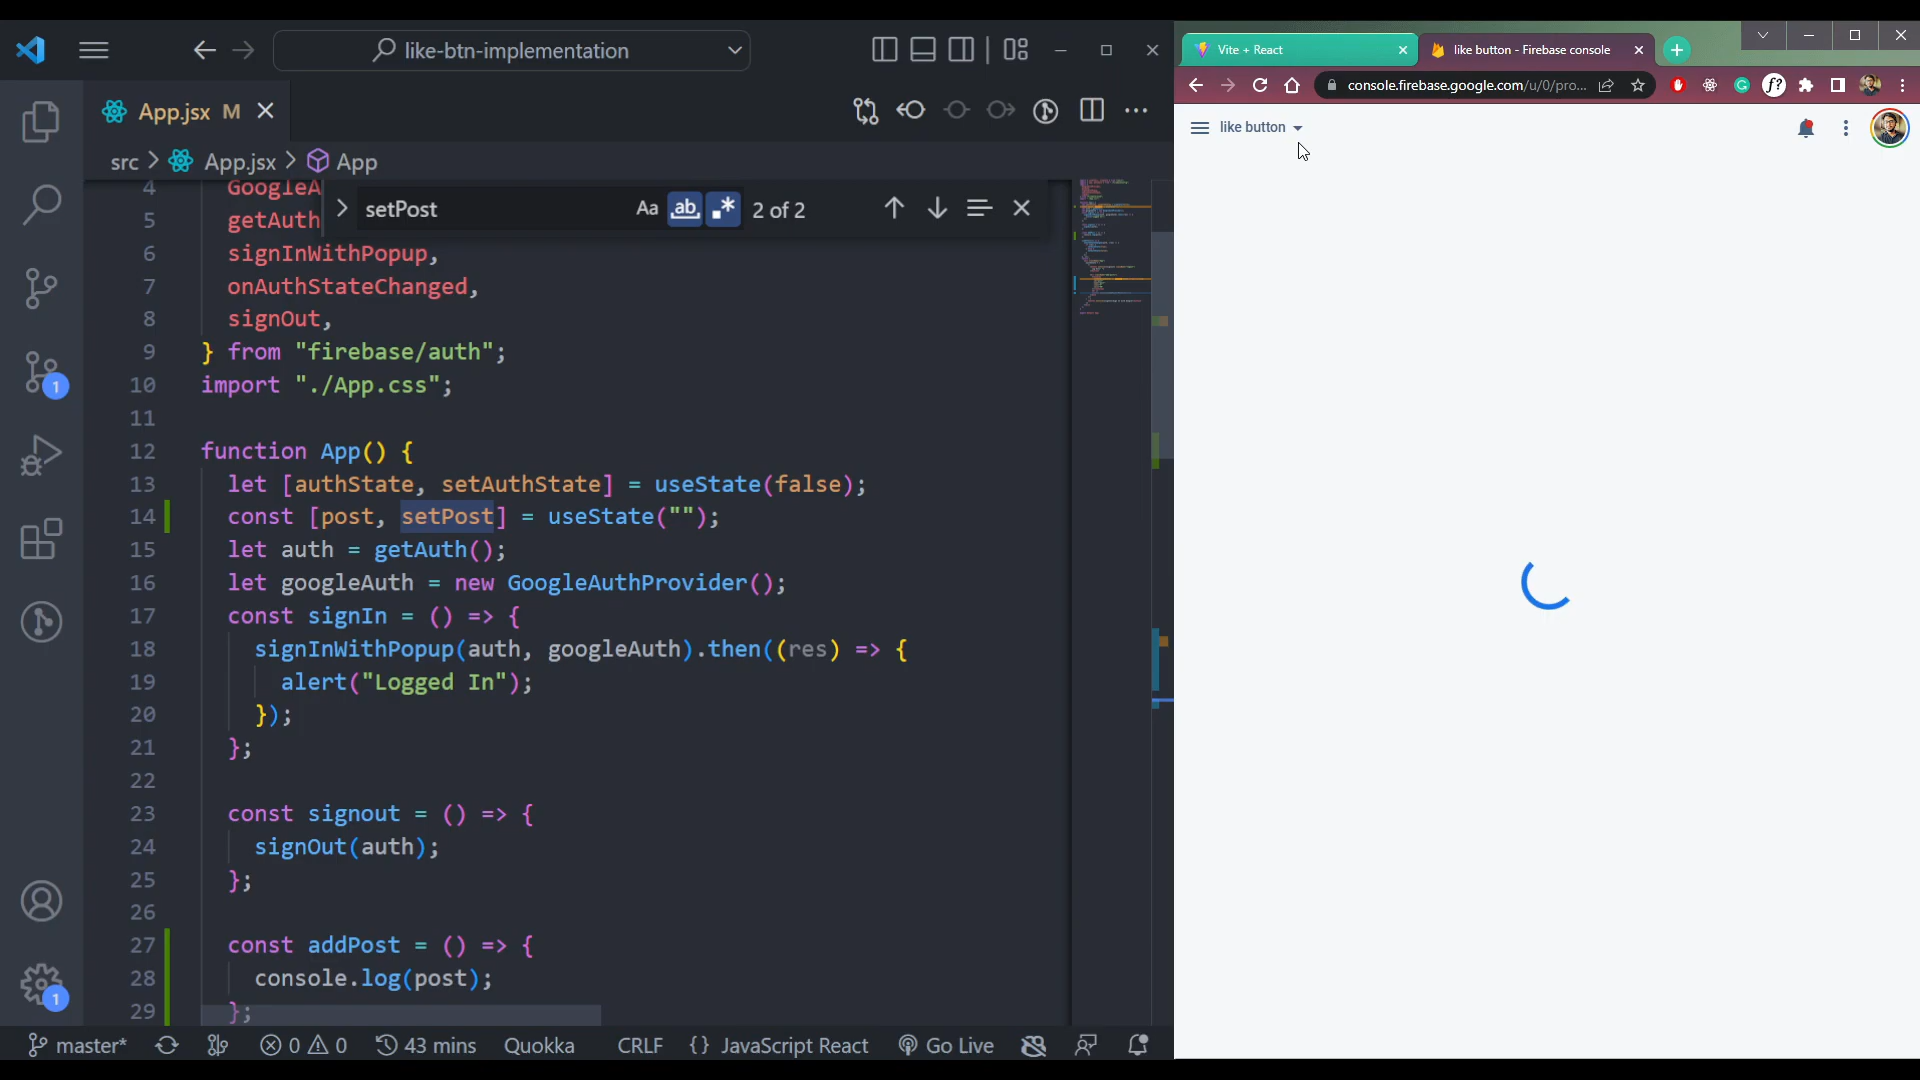 like-btn-implementation
App.jsx M
src > App.jsx > App
setPost
Aa
ab
2 of 2
4 GoogleA
5 getAuth
6 signInWithPopup,
7 onAuthStateChanged,
8 signOut,
9 } from "firebase/auth";
10 import "./App.css";
11
12 function App() {
13 let [authState, setAuthState] = useState(false);
14 const [post, setPost] = useState("");
15 let auth = getAuth();
16 let googleAuth = new GoogleAuthProvider();
17 const signIn = () => {
18 signInWithPopup(auth, googleAuth).then((res) => {
19 alert("Logged In");
20 });
21 };
22
23 const signout = () => {
24 signOut(auth);
25 };
26
27 const addPost = () => {
28 console.log(post);
29 };
1
1
master*
0
0
43 mins
Quokka
CRLF
{ } JavaScript React
Go Live
Vite + React
like button - Firebase console
console.firebase.google.com/u/0/pro...
f?
like button